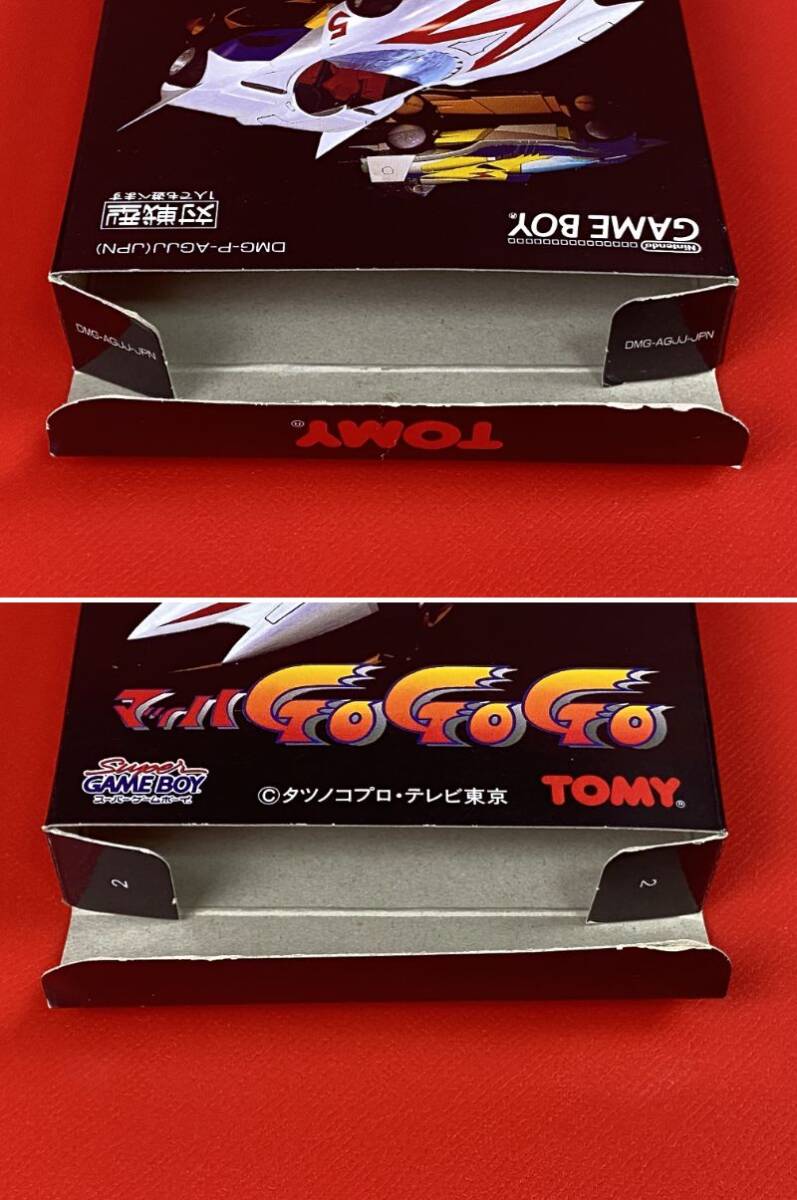 5
対戦型
1人でも遊べます
DMG-P-AGJJ(JPN)
Nintendo
GAME BOY
DMG-AGJJ-JPN
DMG-AGJJ-JPN
TOMY®
マッハGoGoGo
Super
GAME BOY
スーパーゲームボーイ
©タツノコプロ・テレビ東京
TOMY®
2
2